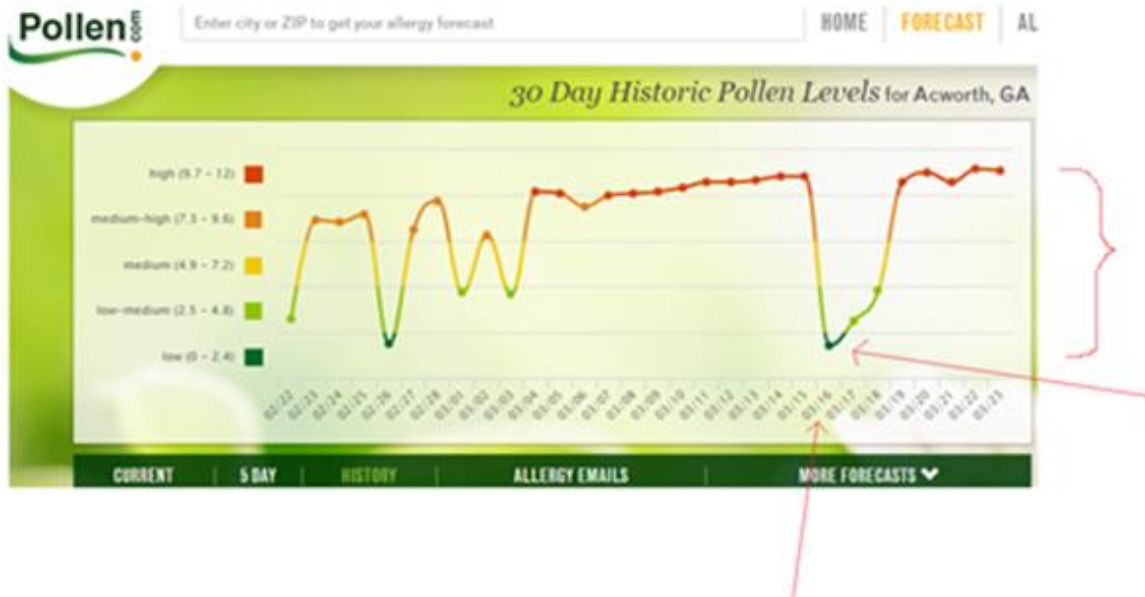 Pollen.com
Enter city or ZIP to get your allergy forecast
HOME
FORECAST
AL
30 Day Historic Pollen Levels for Acworth, GA
high (9.7 - 12)
medium-high (7.3 - 9.6)
medium (4.9 - 7.2)
low-medium (2.5 - 4.8)
low (0 - 2.4)
02/22 02/23 02/24 02/25 02/26 02/27 02/28 03/01 03/02 03/03 03/04 03/05 03/06 03/07 03/08 03/09 03/10 03/11 03/12 03/13 03/14 03/15 03/16 03/17 03/18 03/19 03/20 03/21 03/22 03/23
CURRENT
5 DAY
HISTORY
ALLERGY EMAILS
MORE FORECASTS